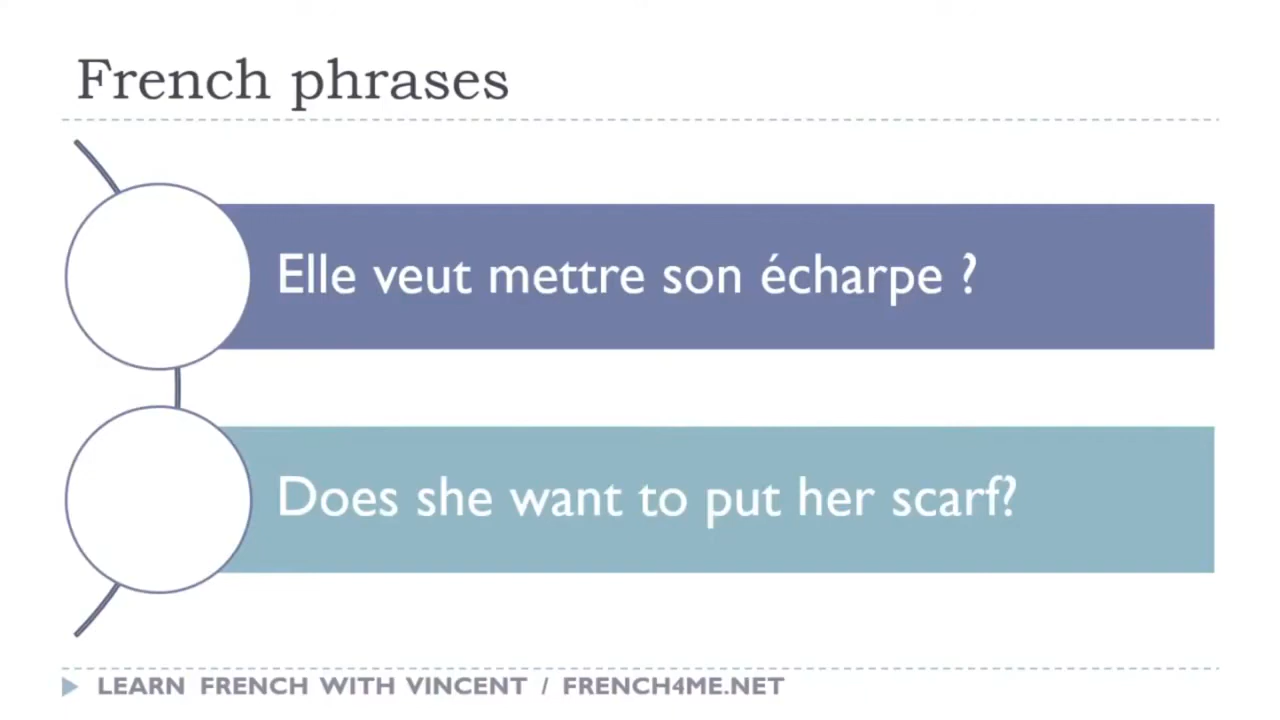 French phrases
Elle veut mettre son écharpe ?
Does she want to put her scarf?
LEARN FRENCH WITH VINCENT / FRENCH4ME.NET